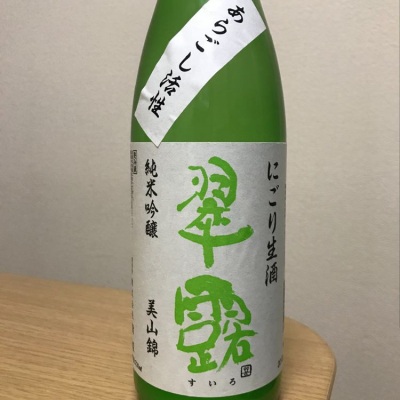 あらごし活性
にごり生酒
翠露
すいろ
純米吟醸
美山錦